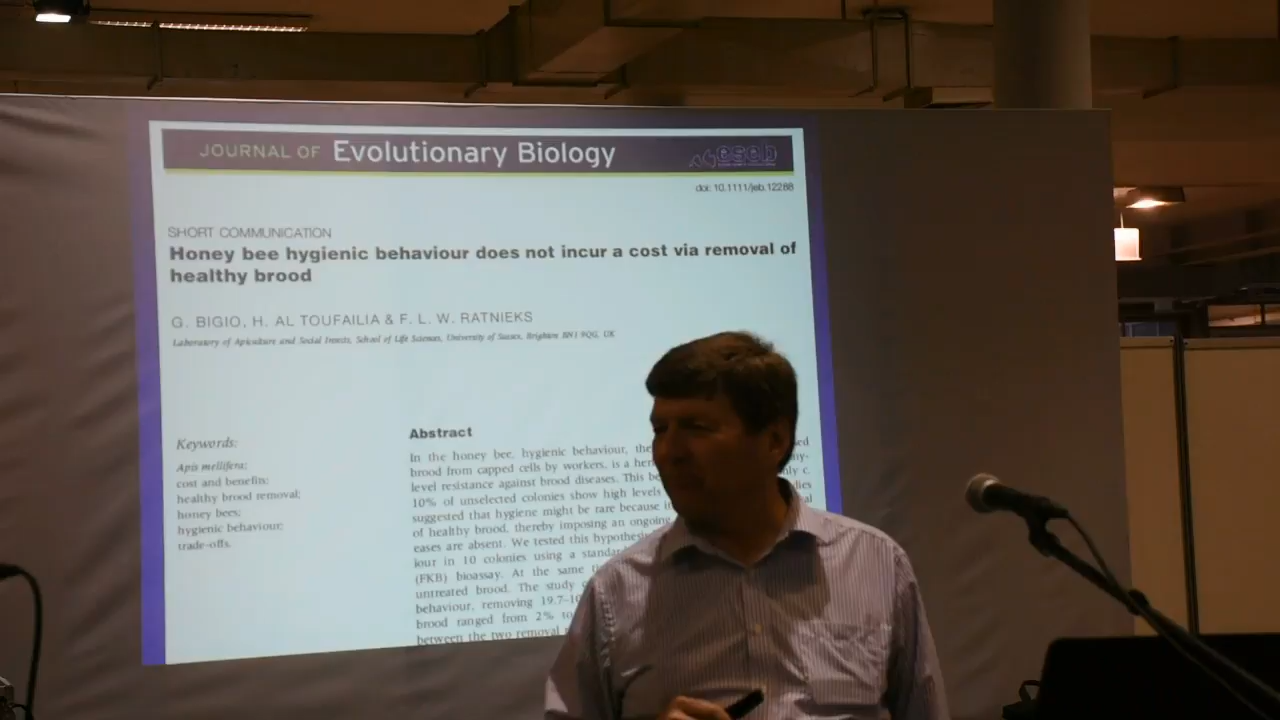 JOURNAL OF Evolutionary Biology eseb
doi: 10.1111/jeb.12288
SHORT COMMUNICATION
Honey bee hygienic behaviour does not incur a cost via removal of
healthy brood
G. BIGIO, H. AL TOUFAILIA & F. L. W. RATNIEKS
Laboratory of Apiculture and Social Insects, School of Life Sciences, University of Sussex, Brighton BN1 9QG, UK
Keywords:
Apis mellifera;
cost and benefits;
healthy brood removal;
honey bees;
hygienic behaviour;
trade-offs.
Abstract
In the honey bee, hygienic behaviour, the
brood from capped cells by workers, is a
level resistance against brood diseases. This
10% of unselected colonies show high levels
suggested that hygiene might be rare because
of healthy brood, thereby imposing an ongoing
eases are absent. We tested this
iour in 10 colonies using a
(FKB) bioassay. At the same
untreated brood. The study
behaviour, removing 19.7–10
brood ranged from 2% to
between the two removal